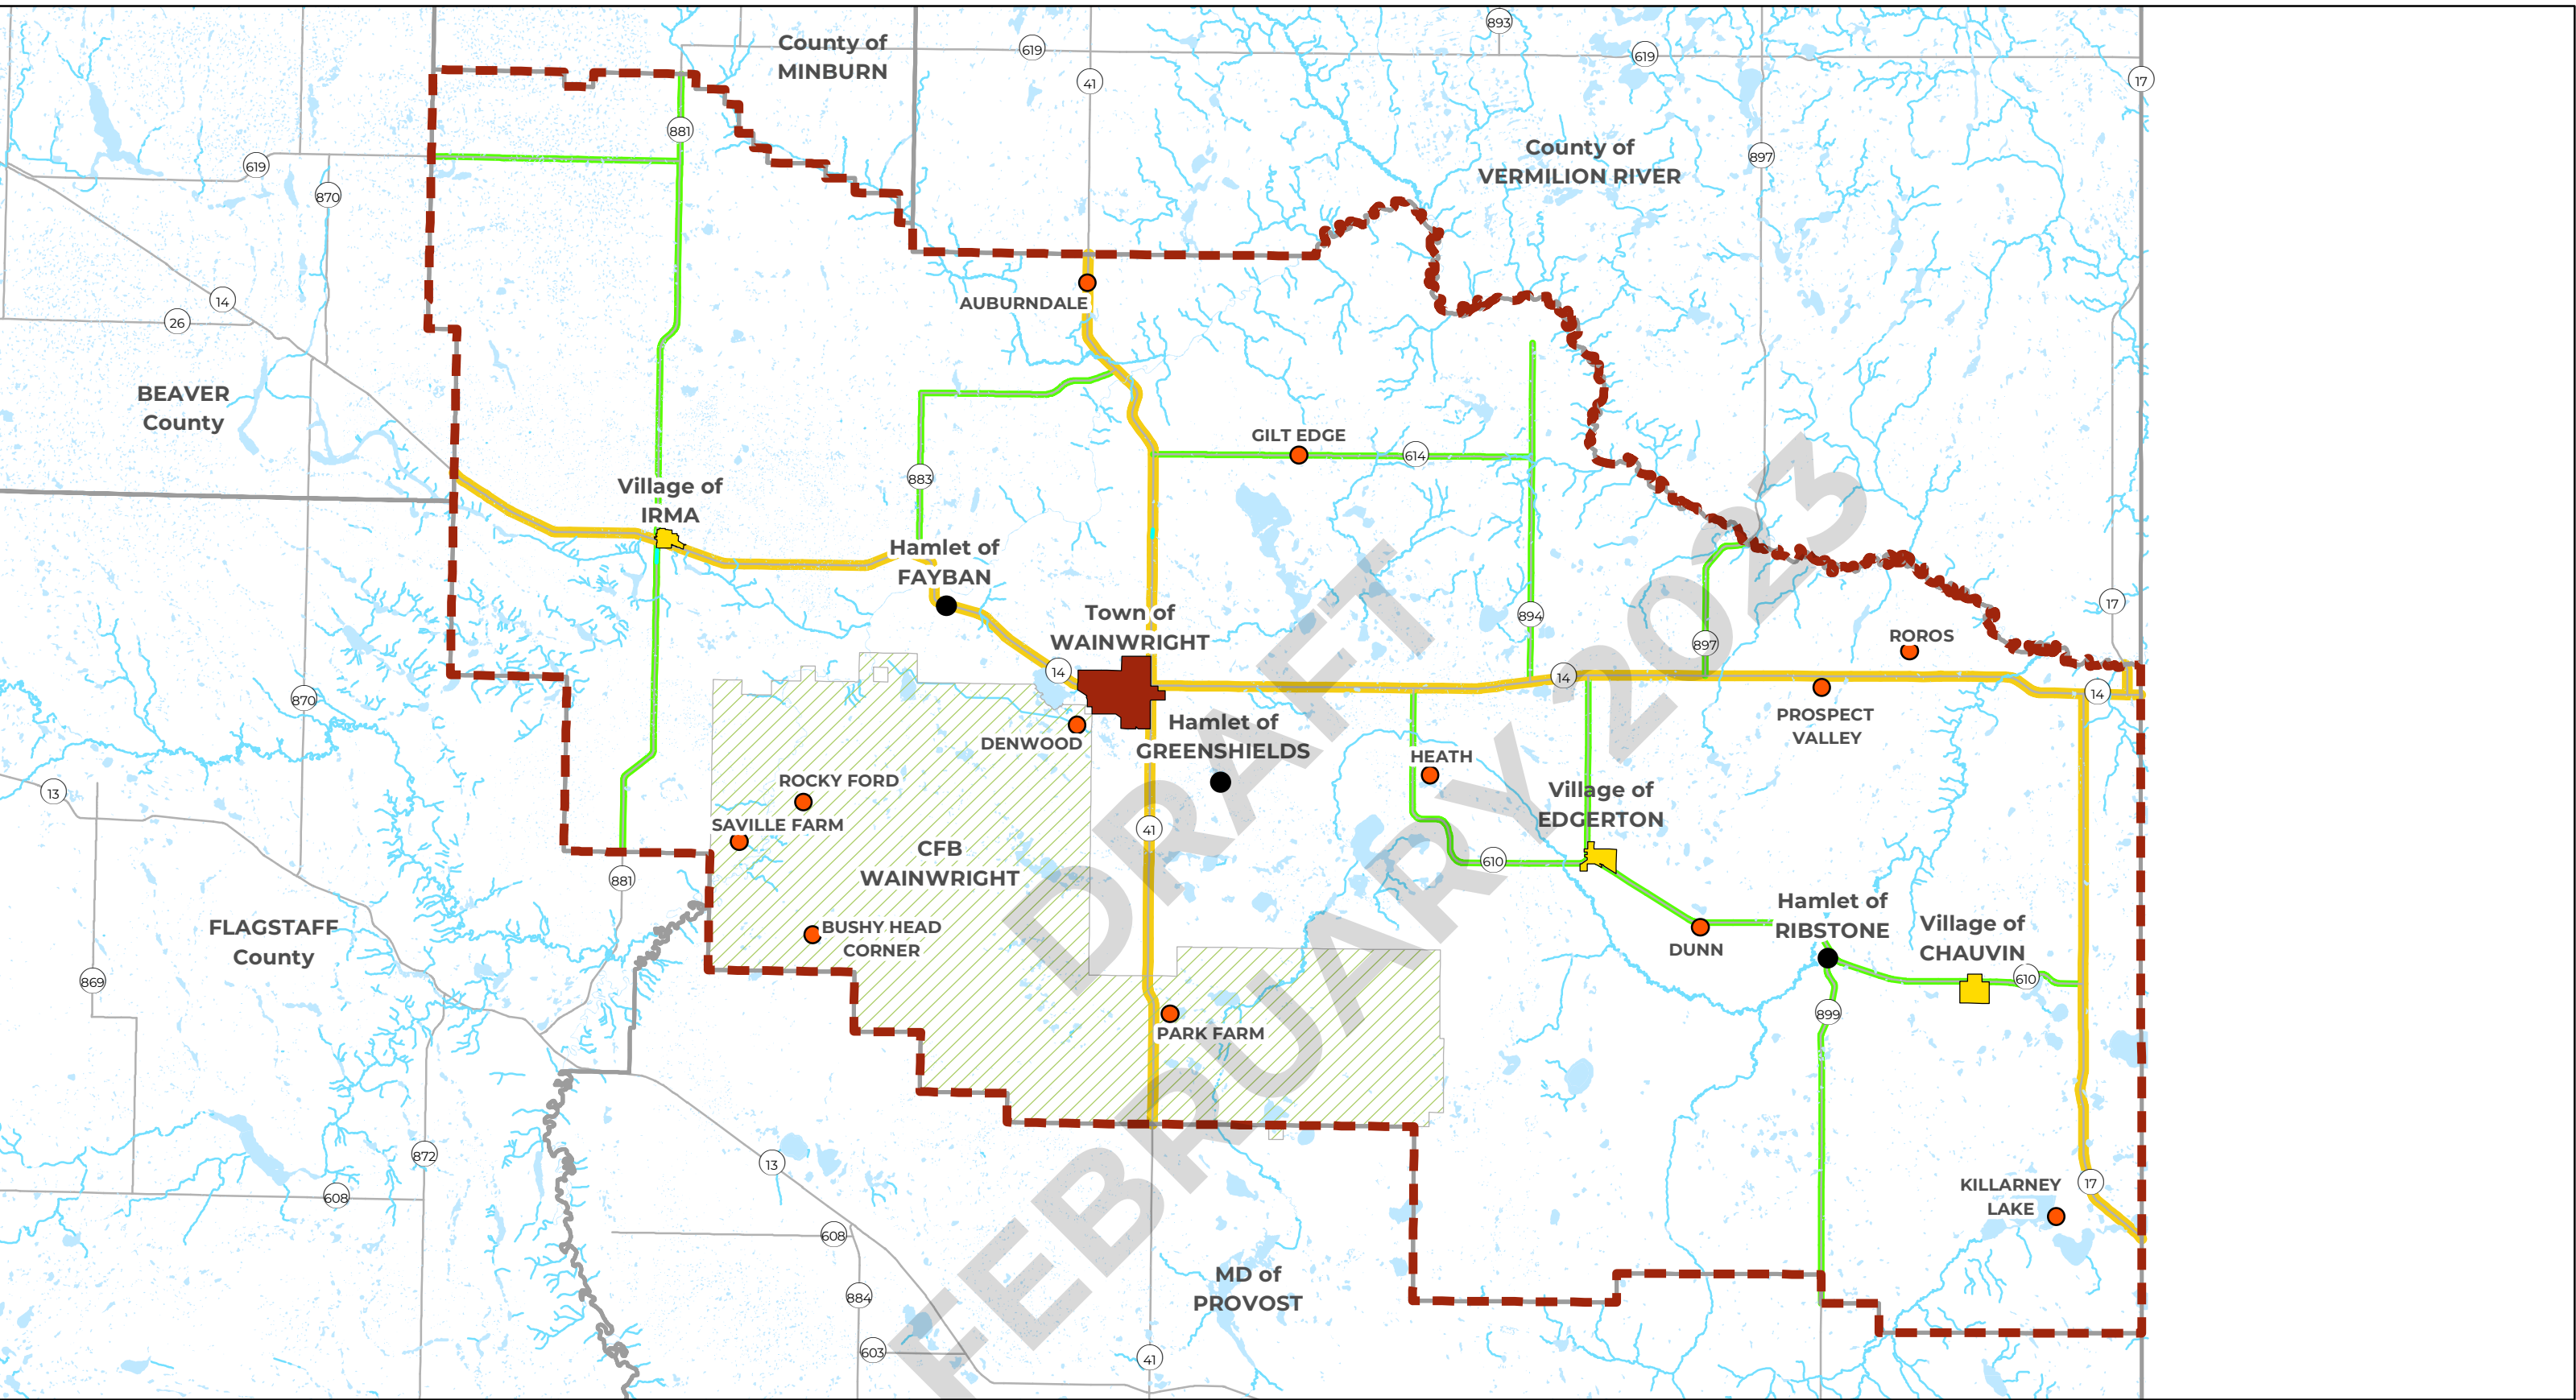 893
County of
MINBURN
619
619
41
17
881
County of
VERMILION RIVER
897
619
870
14
26
AUBURNDALE
BEAVER
County
GILT EDGE
614
883
Village of
IRMA
Hamlet of
FAYBAN
Town of
WAINWRIGHT
894
897
17
ROROS
14
14
14
870
PROSPECT
VALLEY
Hamlet of
GREENSHIELDS
DENWOOD
HEATH
ROCKY FORD
13
Village of
EDGERTON
SAVILLE FARM
41
CFB
WAINWRIGHT
610
881
Hamlet of
RIBSTONE
Village of
CHAUVIN
FLAGSTAFF
County
BUSHY HEAD
CORNER
DUNN
869
610
899
PARK FARM
872
13
608
KILLARNEY
LAKE
17
608
MD of
PROVOST
884
603
41
DRAFT
FEBRUARY 2023